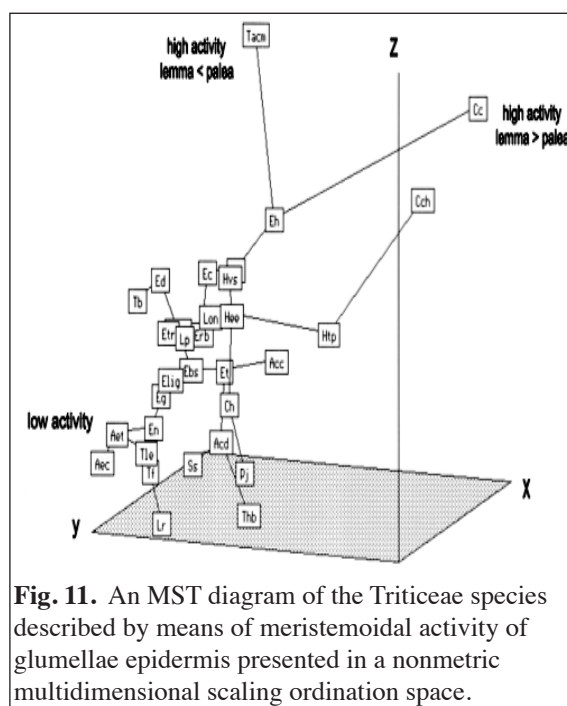 Tacm
Z
high activity
lemma < palea
Cc
high activity
lemma > palea
Cch
Eh
Ec
Hvs
Ed
Tb
Lon
Hee
Etr
Lp
Erb
Htp
Ebs
Et
Acc
Elig
Eg
Ch
low activity
Aet
En
Acd
Aec
Tle
Ss
Tf
Pj
X
y
Lr
Thb
Fig. 11. An MST diagram of the Triticeae species
described by means of meristemoidal activity of
glumellae epidermis presented in a nonmetric
multidimensional scaling ordination space.